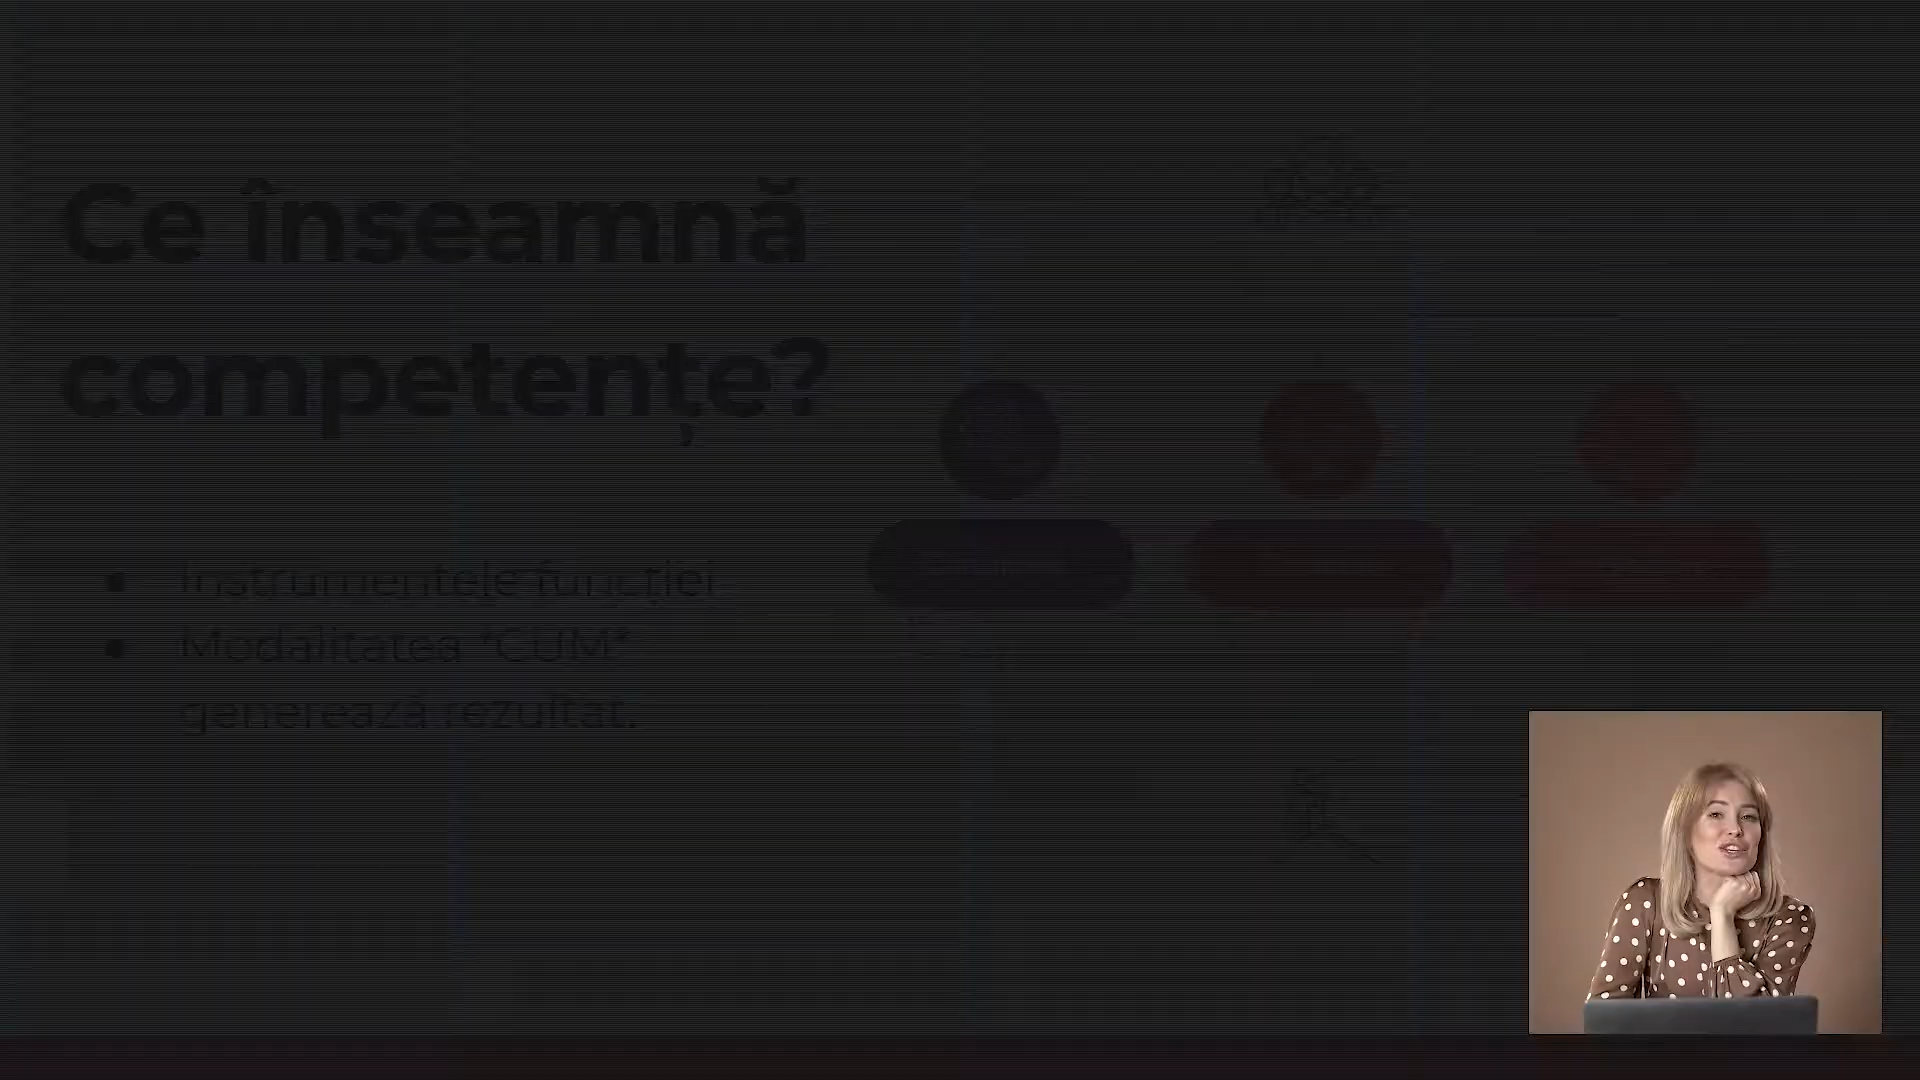 Ce înseamnă
competențe?
• Instrumentele funcției
• Modalitatea "CUM"
generează rezultat.